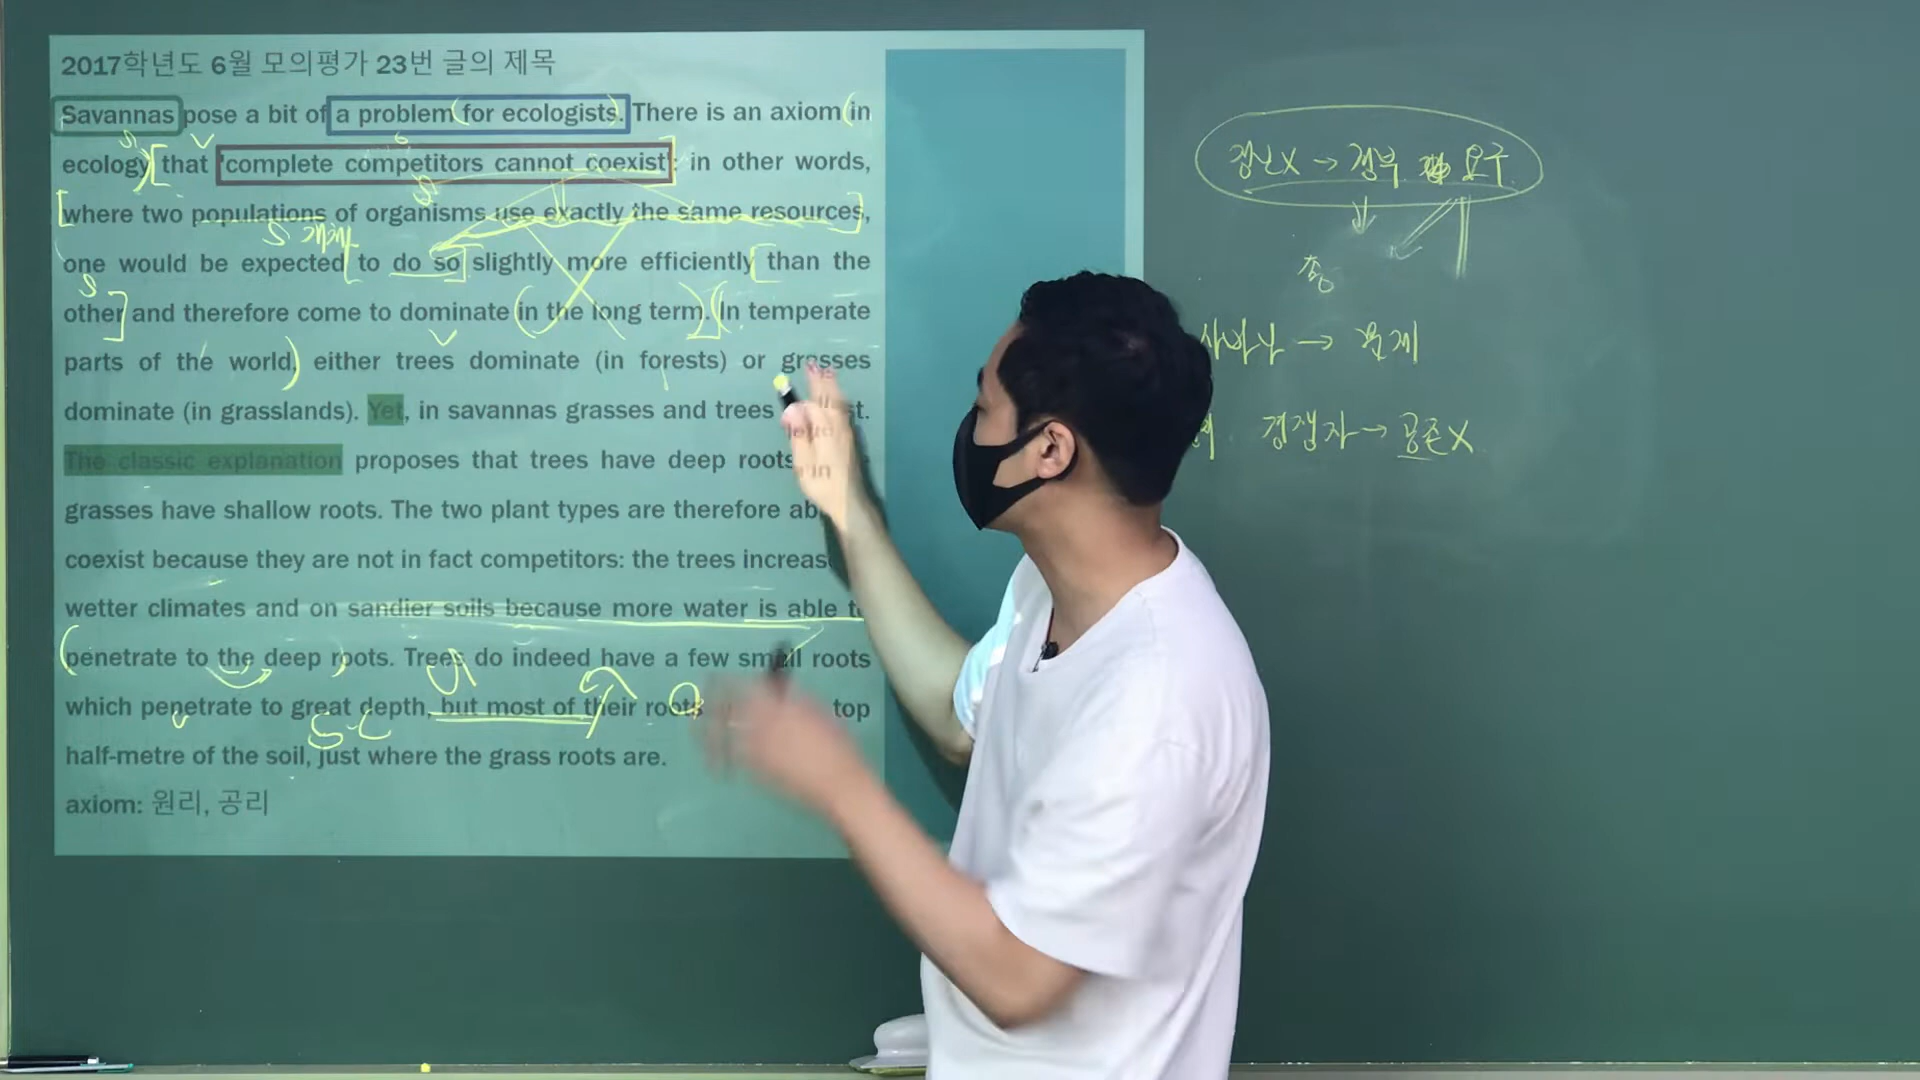 2017학년도 6월 모의평가 23번 글의 제목
Savannas pose a bit of a problem for ecologists. There is an axiom in
ecology that 'complete competitors cannot coexist': in other words,
where two populations of organisms use exactly the same resources,
one would be expected to do so slightly more efficiently than the
other and therefore come to dominate in the long term. In temperate
parts of the world, either trees dominate (in forests) or grasses
dominate (in grasslands). Yet, in savannas grasses and trees
The classic explanation proposes that trees have deep roots
grasses have shallow roots. The two plant types are therefore
coexist because they are not in fact competitors: the trees
wetter climates and on sandier soils because more water is able
penetrate to the deep roots. Trees do indeed have a few small roots
which penetrate to great depth, but most of their roots top
half-metre of the soil, just where the grass roots are.
axiom: 원리, 공리
→ 요구
사바나 → 문제
경쟁자 → 공존X
S
V
S
개체
S
V